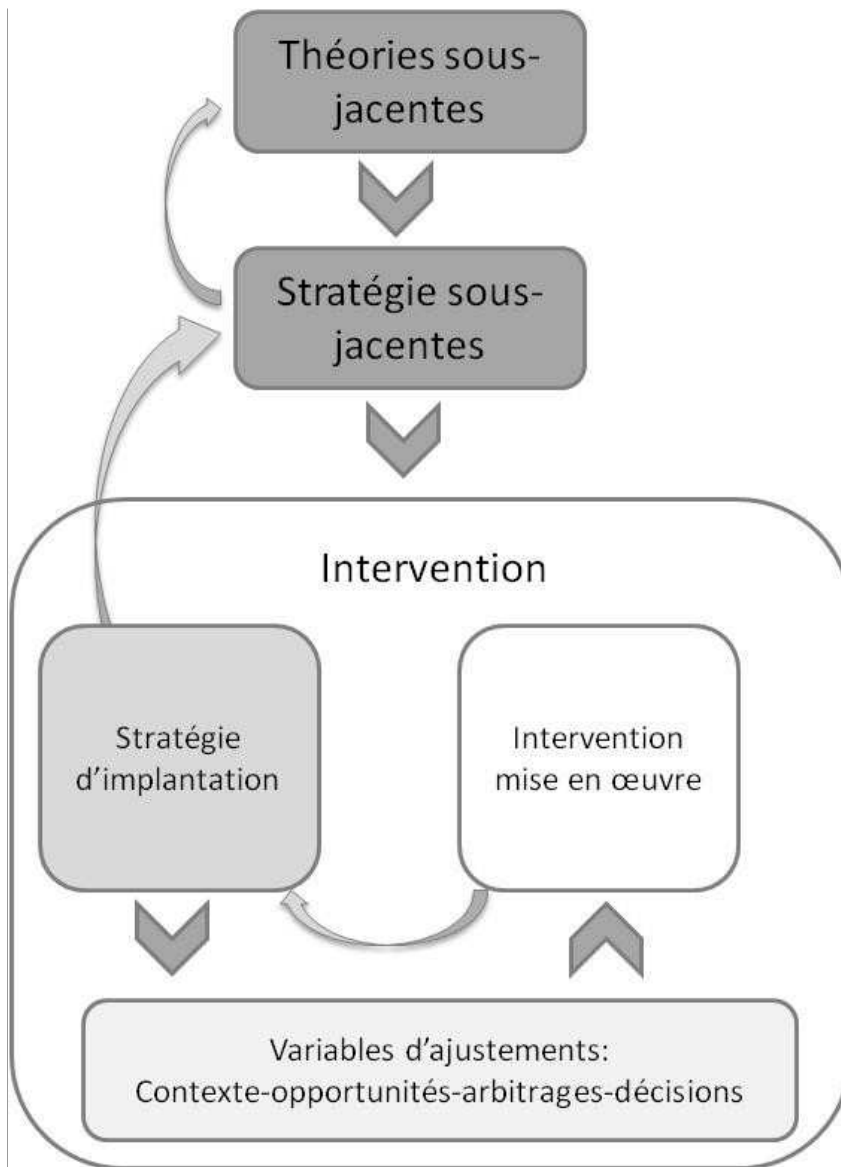 Théories sous-
jacentes
Stratégie sous-
jacentes
Intervention
Stratégie
d’implantation
Intervention
mise en œuvre
Variables d’ajustements:
Contexte-opportunités-arbitrages-décisions